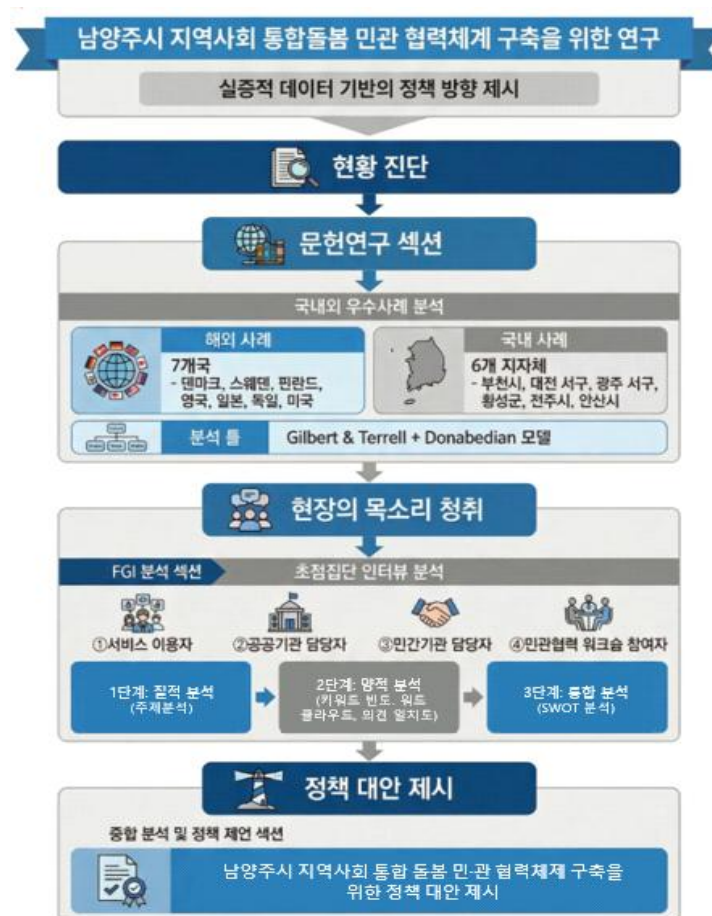 남양주시 지역사회 통합돌봄 민관 협력체계 구축을 위한 연구
실증적 데이터 기반의 정책 방향 제시
현황 진단
문헌연구 섹션
국내외 우수사례 분석
해외 사례
7개국
- 덴마크, 스웨덴, 핀란드,
영국, 일본, 독일, 미국
국내 사례
6개 지자체
- 부천시, 대전 서구, 광주 서구,
횡성군, 전주시, 안산시
분석 틀
Gilbert & Terrell + Donabedian 모델
현장의 목소리 청취
FGI 분석 섹션
초점집단 인터뷰 분석
①서비스 이용자
②공공기관 담당자
③민간기관 담당자
④민관협력 워크숍 참여자
1단계: 질적 분석
(주제분석)
2단계: 양적 분석
(키워드 빈도. 워드
클라우드, 의견 일치도)
3단계: 통합 분석
(SWOT 분석)
정책 대안 제시
중합 분석 및 정책 제언 섹션
남양주시 지역사회 통합 돌봄 민·관 협력체제 구축을
위한 정책 대안 제시